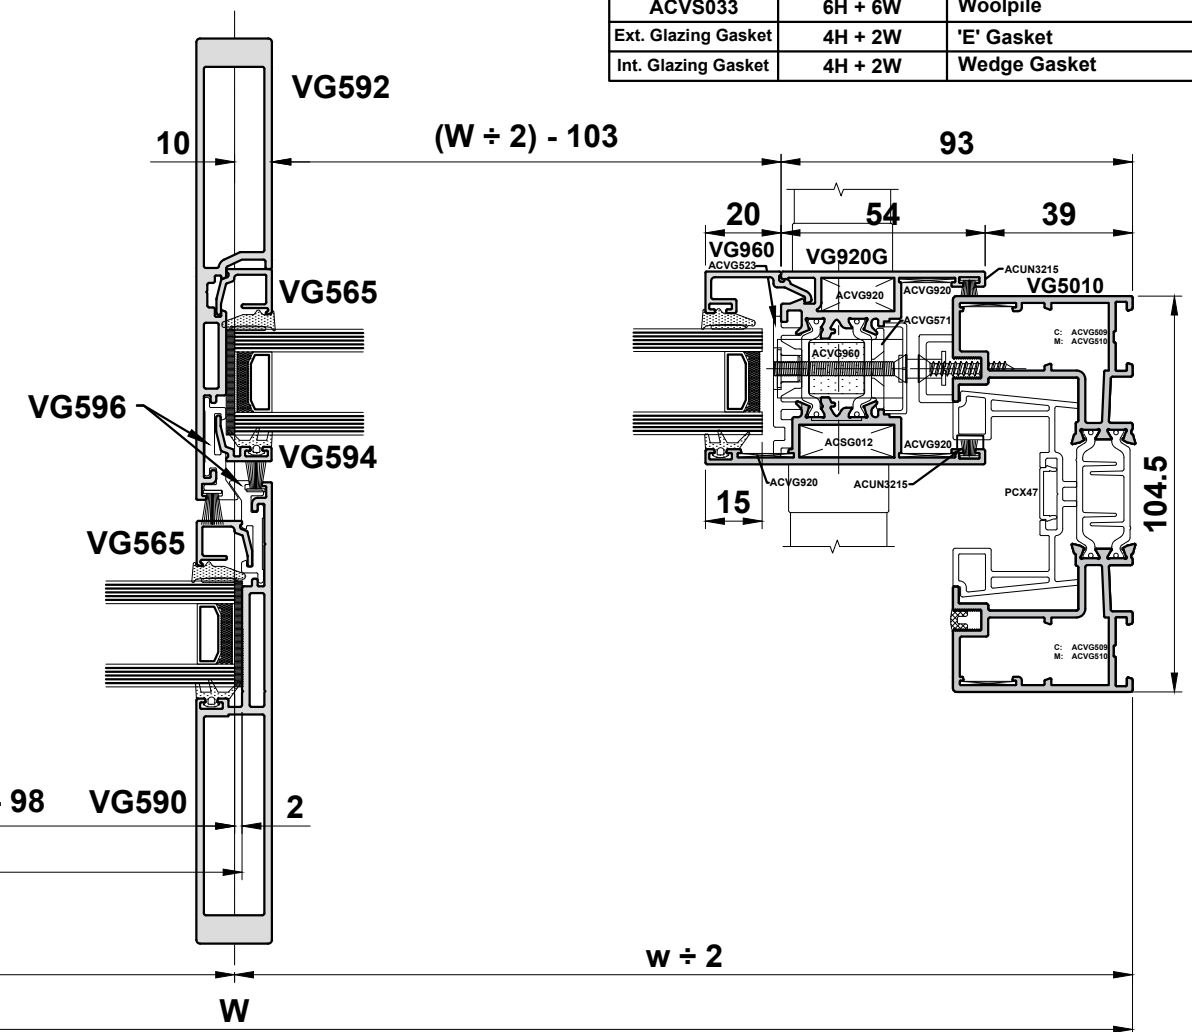 ACVS033 6H + 6W Woolpile
Ext. Glazing Gasket 4H + 2W 'E' Gasket
Int. Glazing Gasket 4H + 2W Wedge Gasket
VG592
10
(W ÷ 2) - 103
93
20
54
39
VG960
ACVG523
VG920G
ACUN3215
VG5010
VG565
ACVG920
ACVG920
ACVG571
C: ACVG509
M: ACVG510
ACVG960
VG596
VG594
ACSG012
ACVG920
ACVG920
ACUN3215
PCX47
15
104.5
VG565
C: ACVG509
M: ACVG510
- 98
VG590
2
w ÷ 2
W